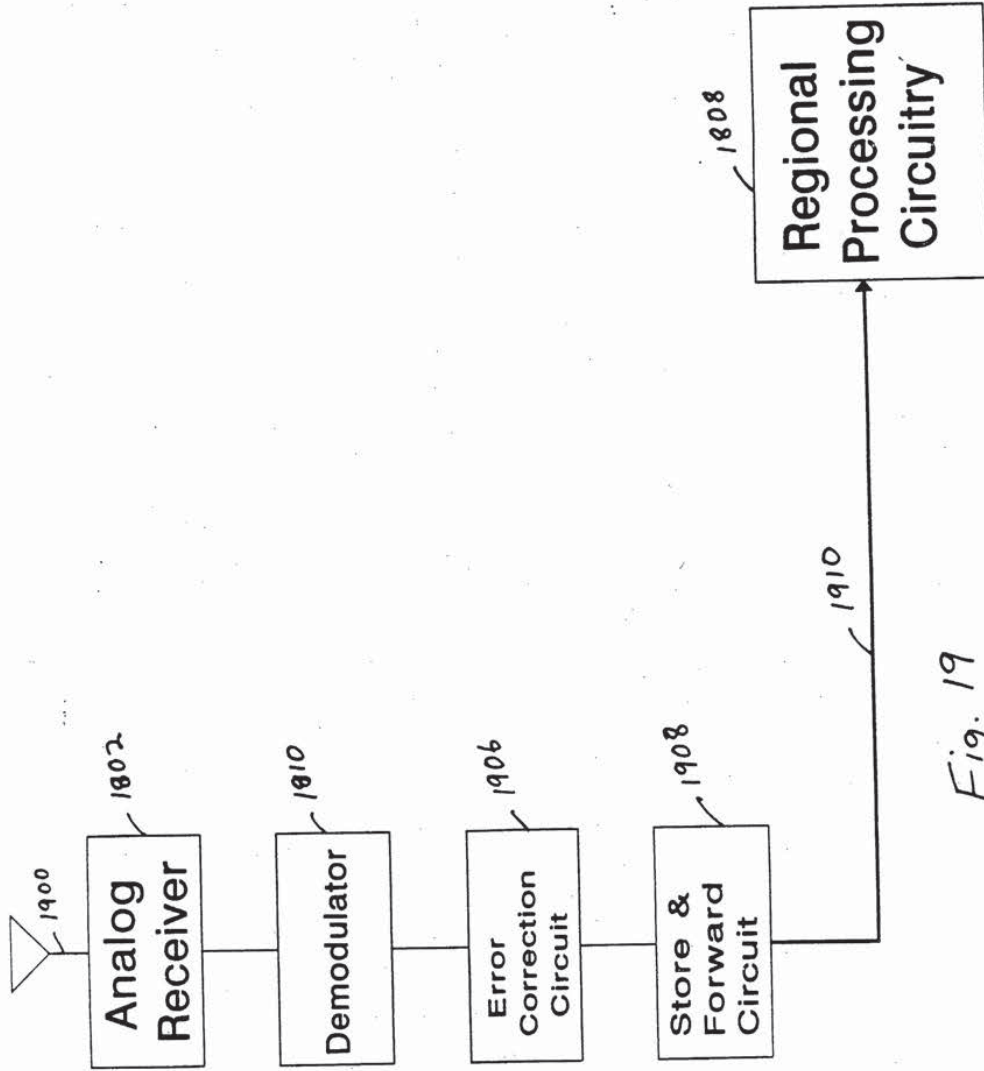 1900
Analog
Receiver
1802
Demodulator
1810
Error
Correction
Circuit
1906
Store &
Forward
Circuit
1908
1910
Regional
Processing
Circuitry
1808
Fig. 19